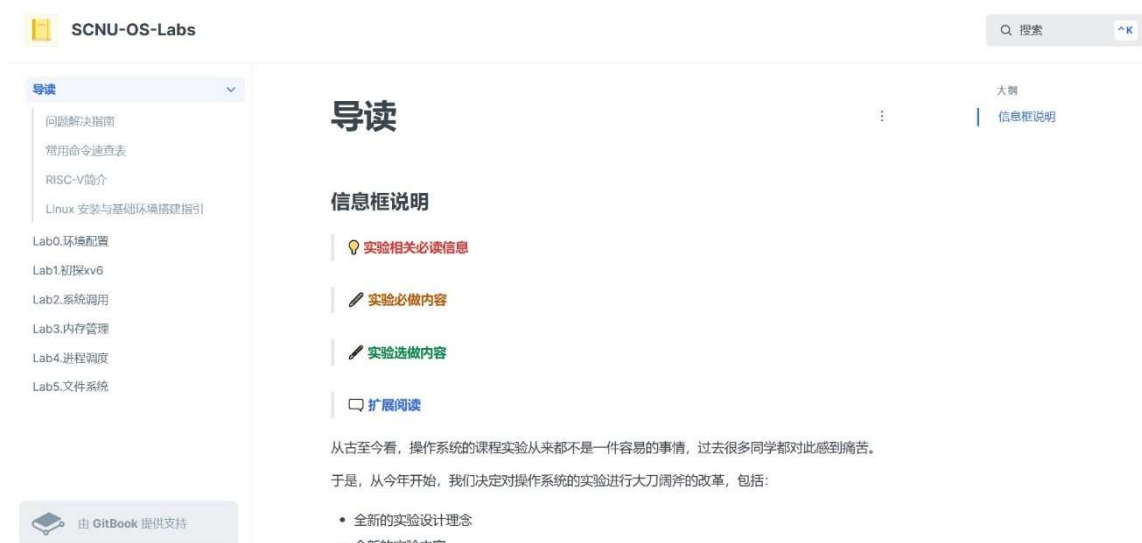 SCNU-OS-Labs
搜索
^K
导读
问题解决指南
常用命令速查表
RISC-V简介
Linux 安装与基础环境搭建指引
Lab0.环境配置
Lab1.初探xv6
Lab2.系统调用
Lab3.内存管理
Lab4.进程调度
Lab5.文件系统
由 GitBook 提供支持
导读
信息框说明
实验相关必读信息
实验必做内容
实验选做内容
扩展阅读
从古至今看，操作系统的课程实验从来都不是一件容易的事情，过去很多同学都对此感到痛苦。
于是，从今年开始，我们决定对操作系统的实验进行大刀阔斧的改革，包括：
• 全新的实验设计理念
大纲
信息框说明